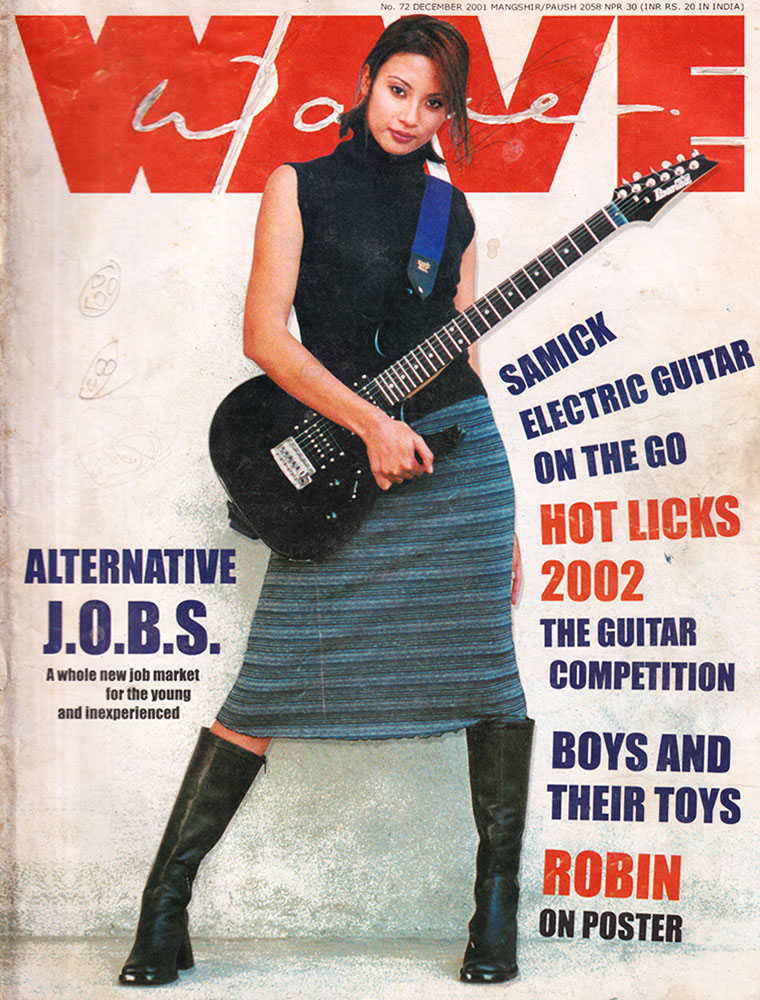 No. 72 DECEMBER 2001 MANGSHIR/PAUSH 2058 NPR 30 (INR RS. 20 IN INDIA)
WAVE
Wave
Ibanez
SAMICK
ELECTRIC GUITAR
ON THE GO
HOT LICKS
2002
THE GUITAR
COMPETITION
ALTERNATIVE
J.O.B.S.
A whole new job market
for the young
and inexperienced
BOYS AND
THEIR TOYS
ROBIN
ON POSTER